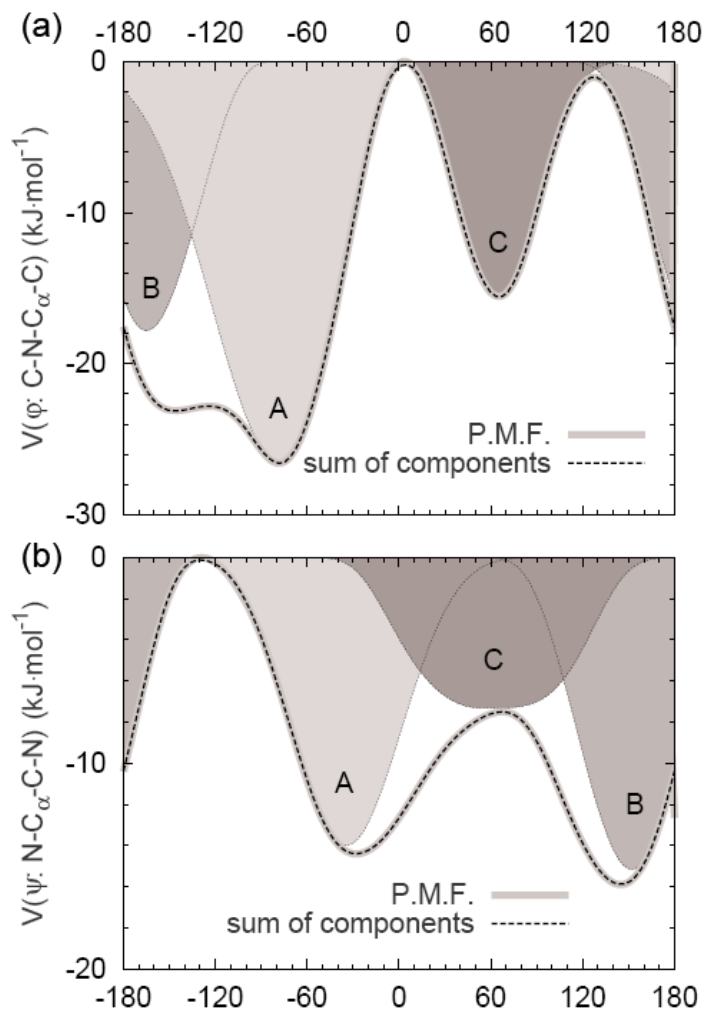 (a)
-180 -120 -60 0 60 120 180
0
-10
-20
-30
V(φ: C-N-Cα-C) (kJ·mol⁻¹)
B
A
C
P.M.F.
sum of components
(b)
0
-10
-20
V(ψ: N-Cα-C-N) (kJ·mol⁻¹)
C
A
B
P.M.F.
sum of components
-180 -120 -60 0 60 120 180